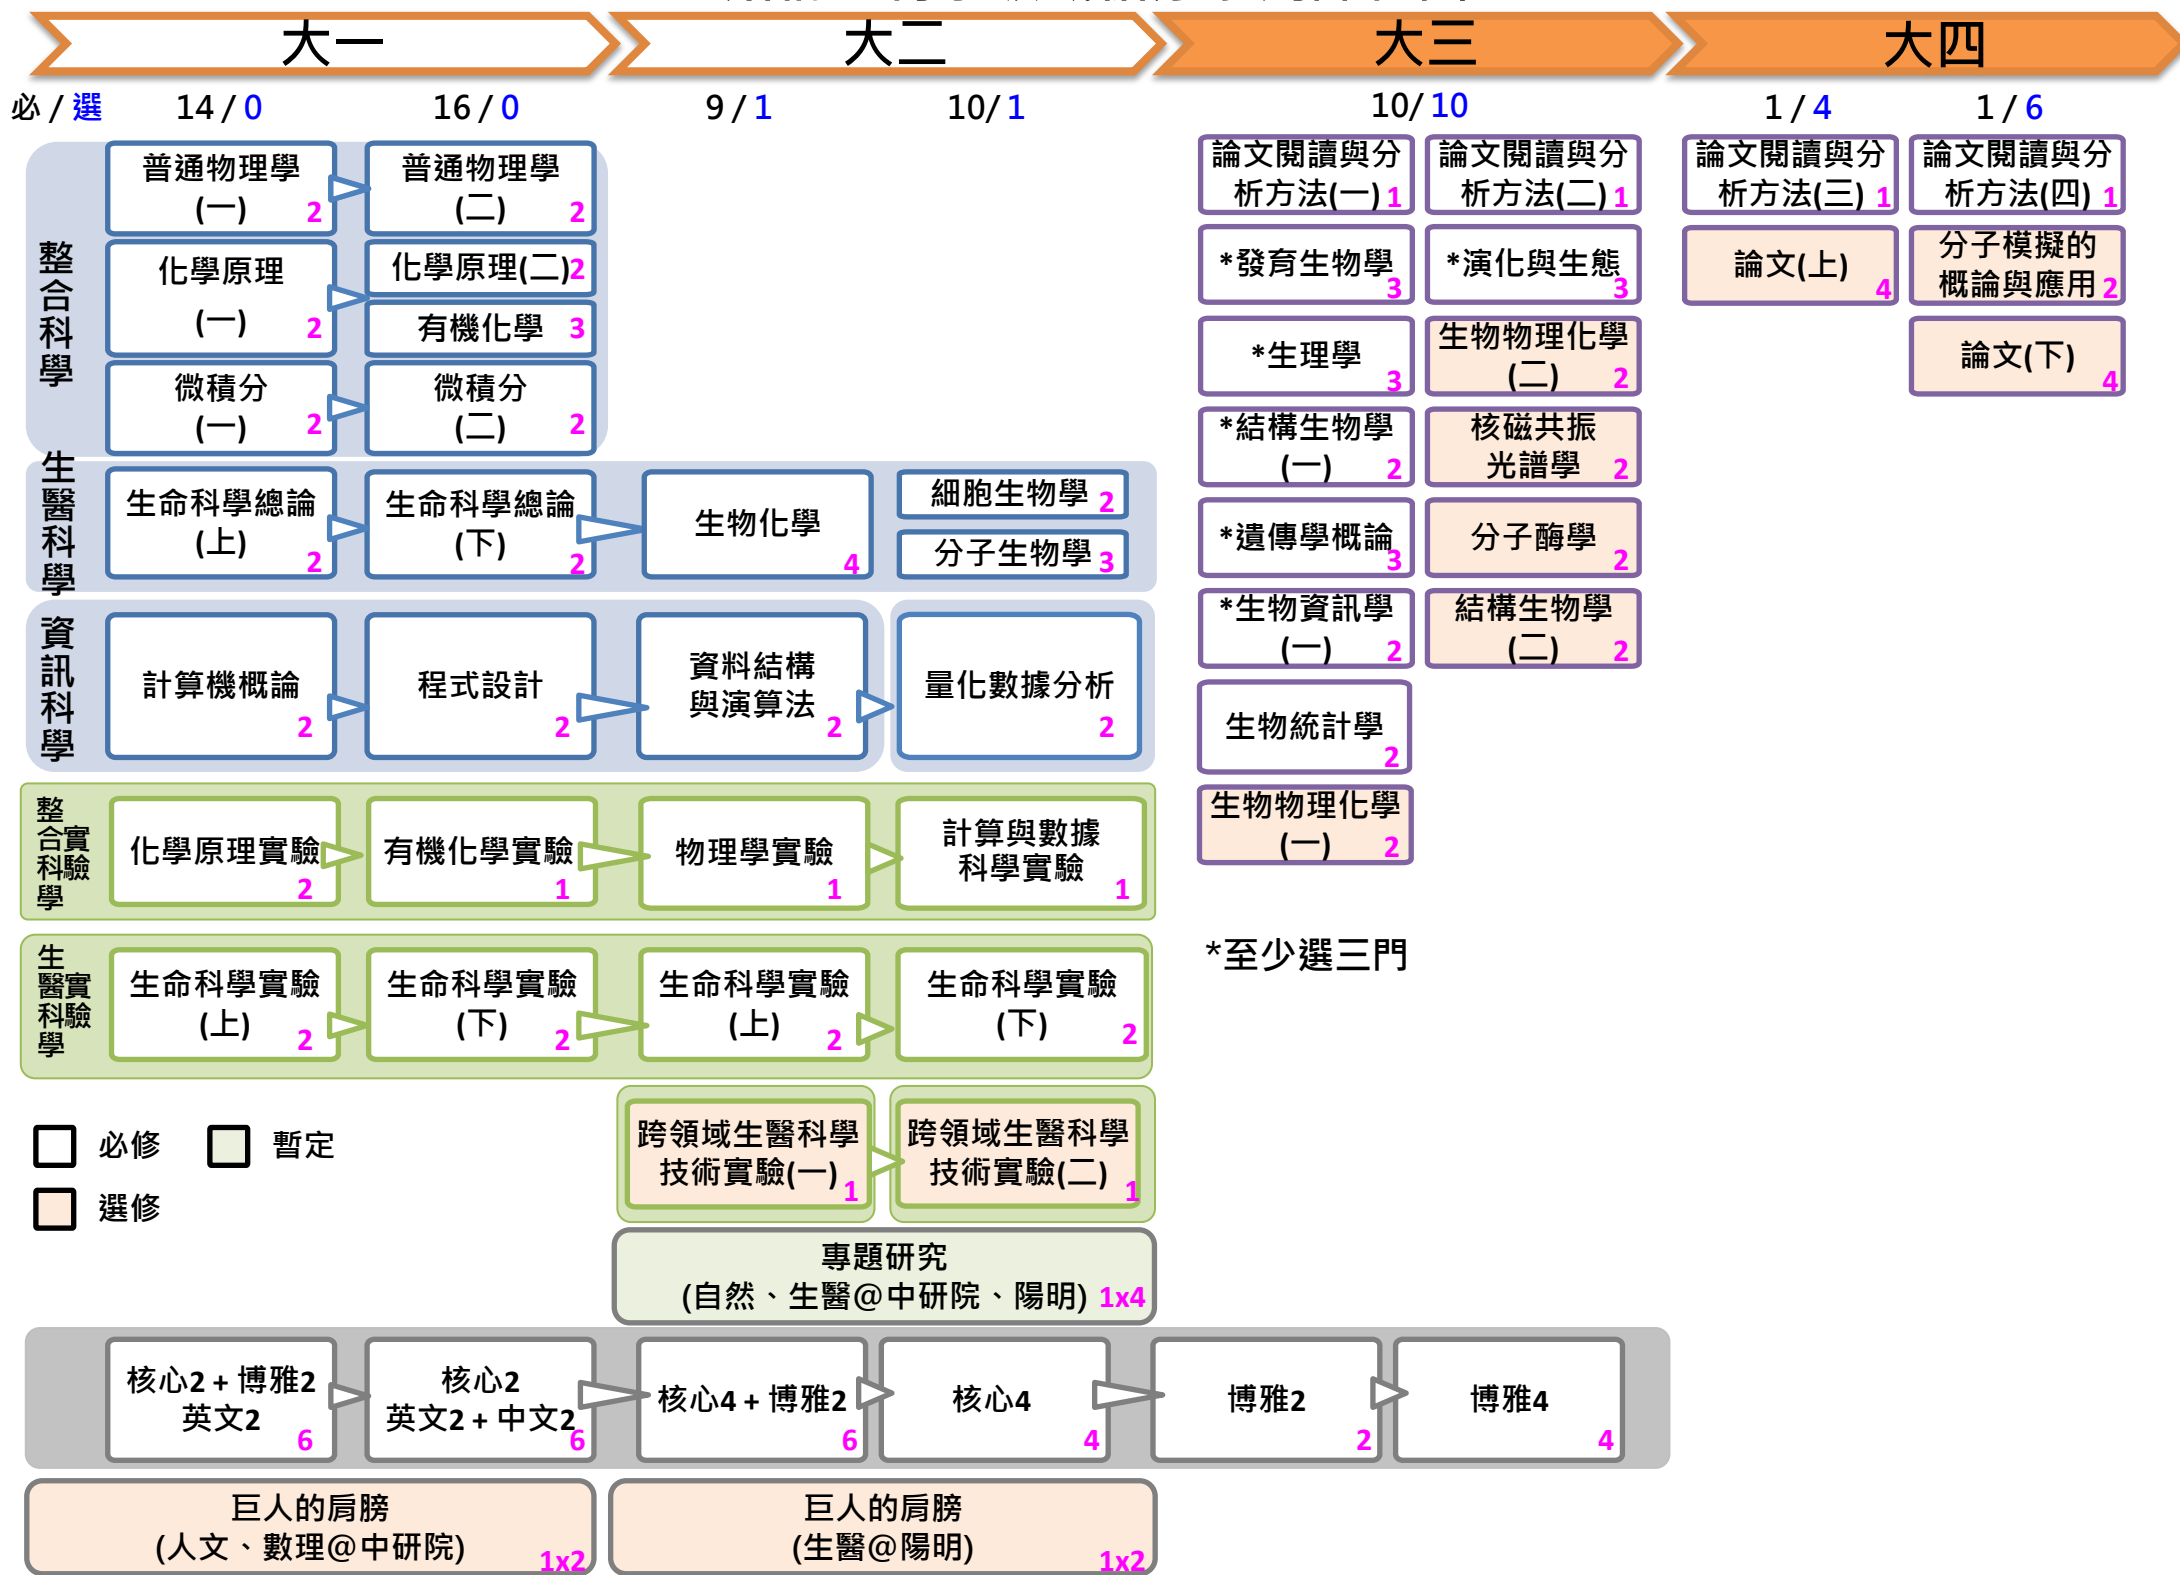 大一
大二
大三
大四
必 / 選
14 / 0
16 / 0
9 / 1
10/ 1
10/ 10
1 / 4
1 / 6
整合科學
普通物理學
(一)
2
普通物理學
(二)
2
化學原理
(一)
2
化學原理(二)
2
有機化學
3
微積分
(一)
2
微積分
(二)
2
生醫科學
生命科學總論
(上)
2
生命科學總論
(下)
2
生物化學
4
細胞生物學
2
分子生物學
3
資訊科學
計算機概論
2
程式設計
2
資料結構
與演算法
2
量化數據分析
2
整合科學
實驗
化學原理實驗
2
有機化學實驗
1
物理學實驗
1
計算與數據
科學實驗
1
生醫科學
實驗
生命科學實驗
(上)
2
生命科學實驗
(下)
2
生命科學實驗
(上)
2
生命科學實驗
(下)
2
跨領域生醫科學
技術實驗(一)
1
跨領域生醫科學
技術實驗(二)
1
必修
暫定
選修
專題研究
(自然、生醫@中研院、陽明)
1x4
核心2 + 博雅2
英文2
6
核心2
英文2 + 中文2
6
核心4 + 博雅2
6
核心4
4
博雅2
2
博雅4
4
巨人的肩膀
(人文、數理@中研院)
1x2
巨人的肩膀
(生醫@陽明)
1x2
論文閱讀與分
析方法(一)
1
論文閱讀與分
析方法(二)
1
*發育生物學
3
*演化與生態
3
*生理學
3
生物物理化學
(二)
2
*結構生物學
(一)
2
核磁共振
光譜學
2
*遺傳學概論
3
分子酶學
2
*生物資訊學
(一)
2
結構生物學
(二)
2
生物統計學
2
生物物理化學
(一)
2
*至少選三門
論文閱讀與分
析方法(三)
1
論文閱讀與分
析方法(四)
1
論文(上)
4
分子模擬的
概論與應用
2
論文(下)
4